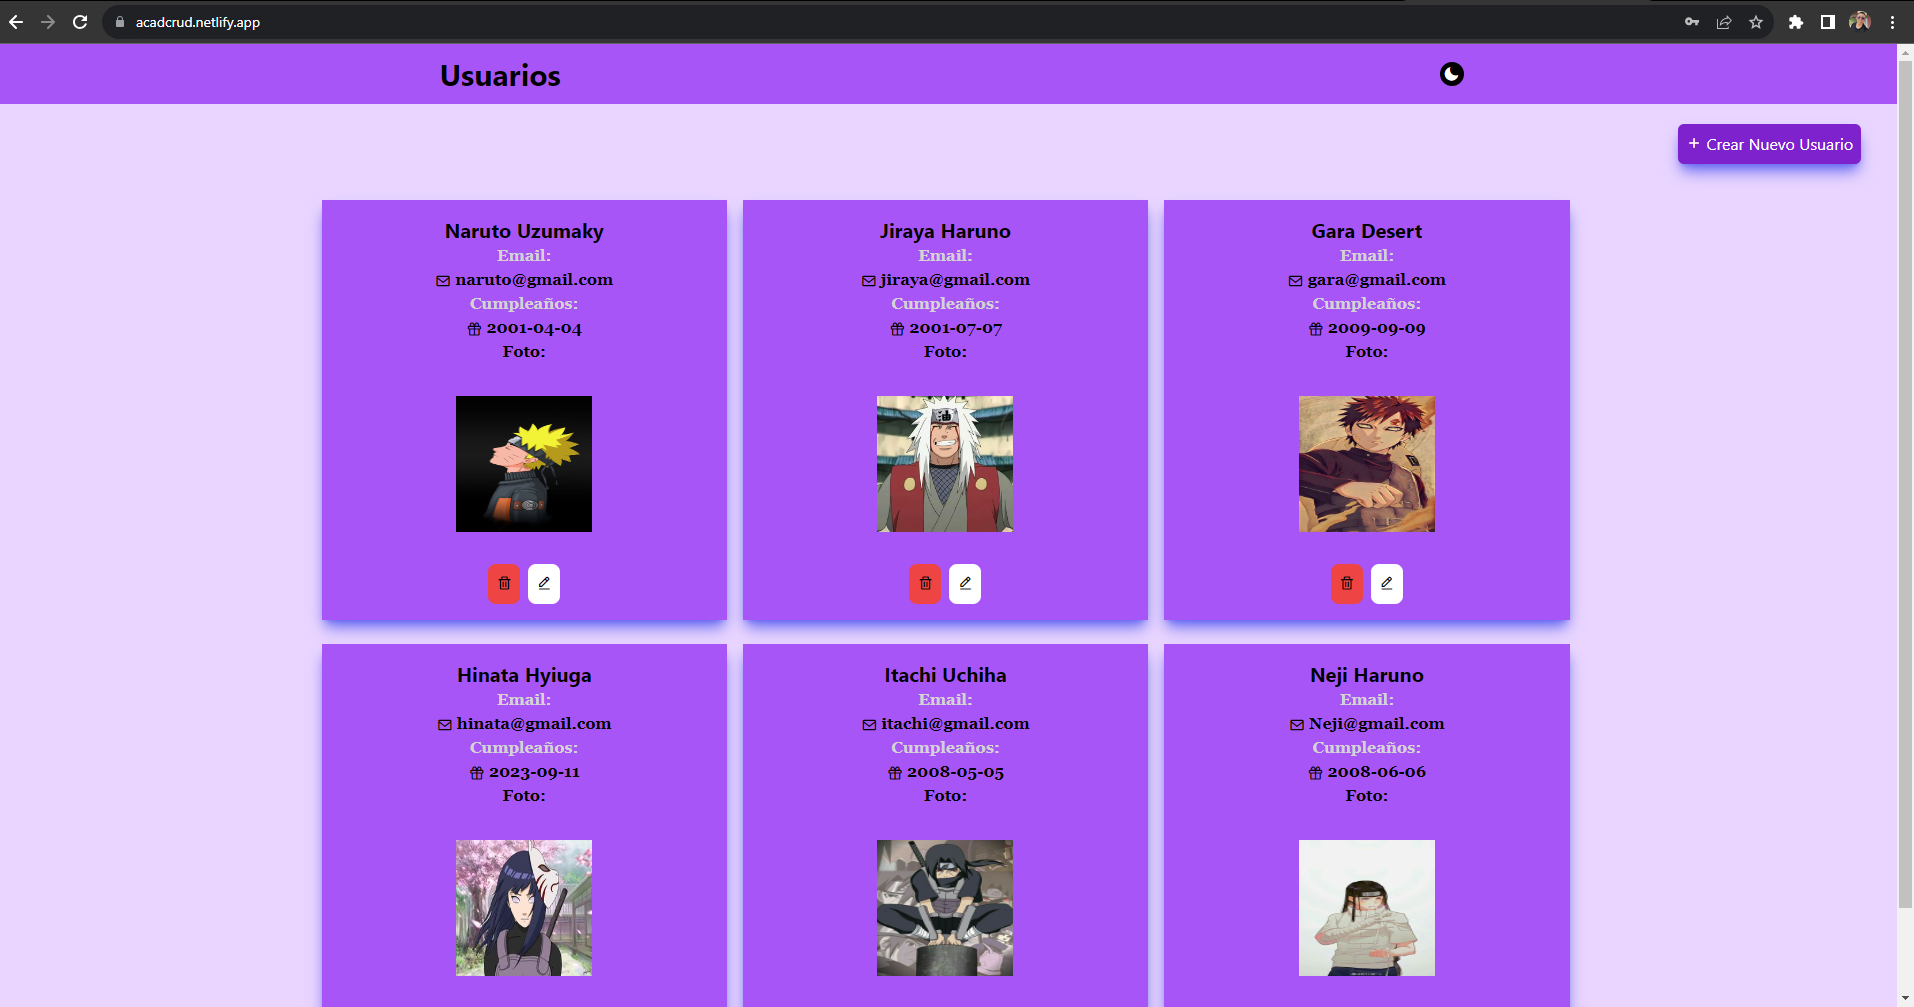 acadcrud.netlify.app
Usuarios
+ Crear Nuevo Usuario
Naruto Uzumaky
Email:
naruto@gmail.com
Cumpleaños:
2001-04-04
Foto:
Jiraya Haruno
Email:
jiraya@gmail.com
Cumpleaños:
2001-07-07
Foto:
油
Gara Desert
Email:
gara@gmail.com
Cumpleaños:
2009-09-09
Foto:
Hinata Hyiuga
Email:
hinata@gmail.com
Cumpleaños:
2023-09-11
Foto:
Itachi Uchiha
Email:
itachi@gmail.com
Cumpleaños:
2008-05-05
Foto:
Neji Haruno
Email:
Neji@gmail.com
Cumpleaños:
2008-06-06
Foto: